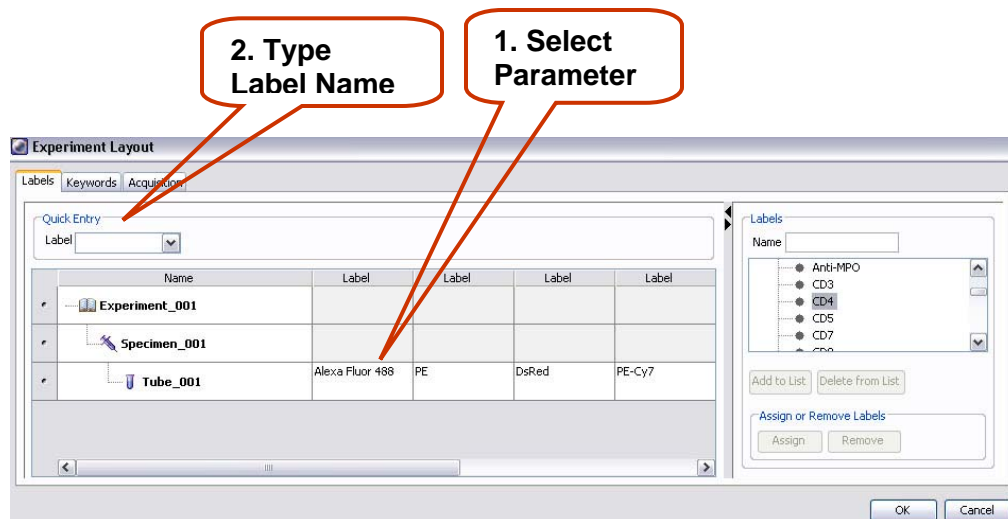 2. Type
Label Name
1. Select
Parameter
Experiment Layout
Labels Keywords Acquisition
Quick Entry
Label
Name Label Label Label Label
Experiment_001
Specimen_001
Tube_001 Alexa Fluor 488 PE DsRed PE-Cy7
Labels
Name
Anti-MPO
CD3
CD4
CD5
CD7
Add to List Delete from List
Assign or Remove Labels
Assign Remove
OK Cancel